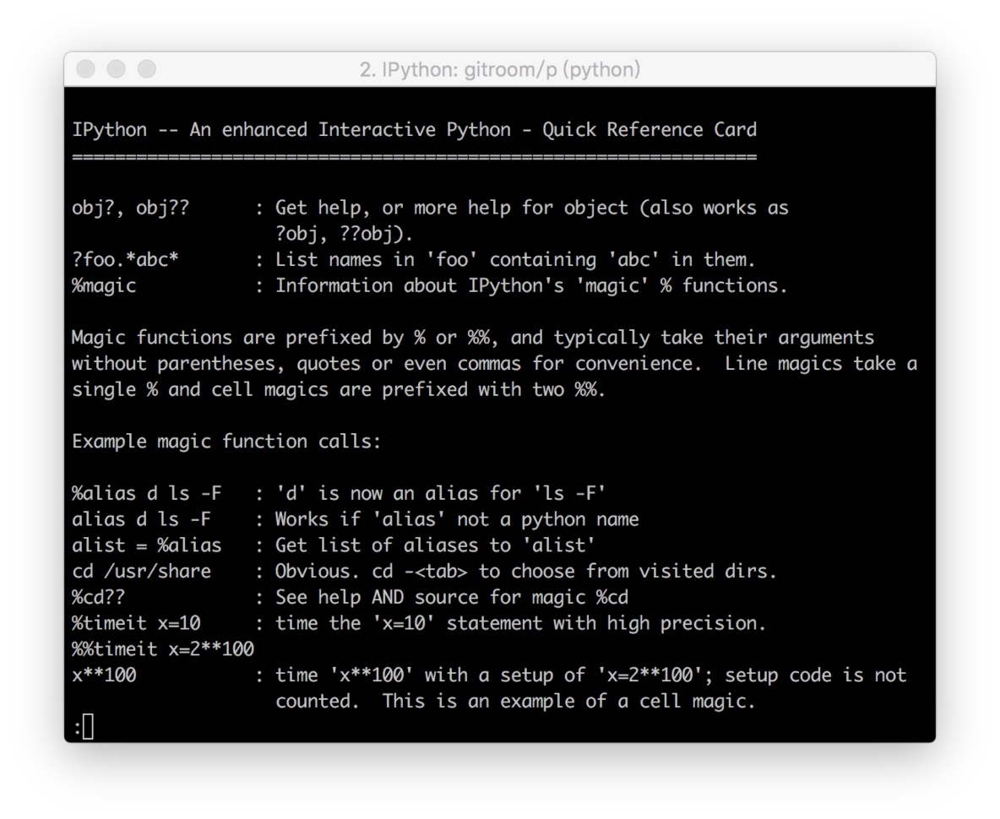 2. IPython: gitroom/p (python)
IPython -- An enhanced Interactive Python - Quick Reference Card
================================================================
obj?, obj??      : Get help, or more help for object (also works as
                   ?obj, ??obj).
?foo.*abc*       : List names in 'foo' containing 'abc' in them.
%magic           : Information about IPython's 'magic' % functions.
Magic functions are prefixed by % or %%, and typically take their arguments
without parentheses, quotes or even commas for convenience.  Line magics take a
single % and cell magics are prefixed with two %%.
Example magic function calls:
%alias d ls -F   : 'd' is now an alias for 'ls -F'
alias d ls -F    : Works if 'alias' not a python name
alist = %alias   : Get list of aliases to 'alist'
cd /usr/share    : Obvious. cd -<tab> to choose from visited dirs.
%cd??            : See help AND source for magic %cd
%timeit x=10     : time the 'x=10' statement with high precision.
%%timeit x=2**100
x**100           : time 'x**100' with a setup of 'x=2**100'; setup code is not
                   counted.  This is an example of a cell magic.
: